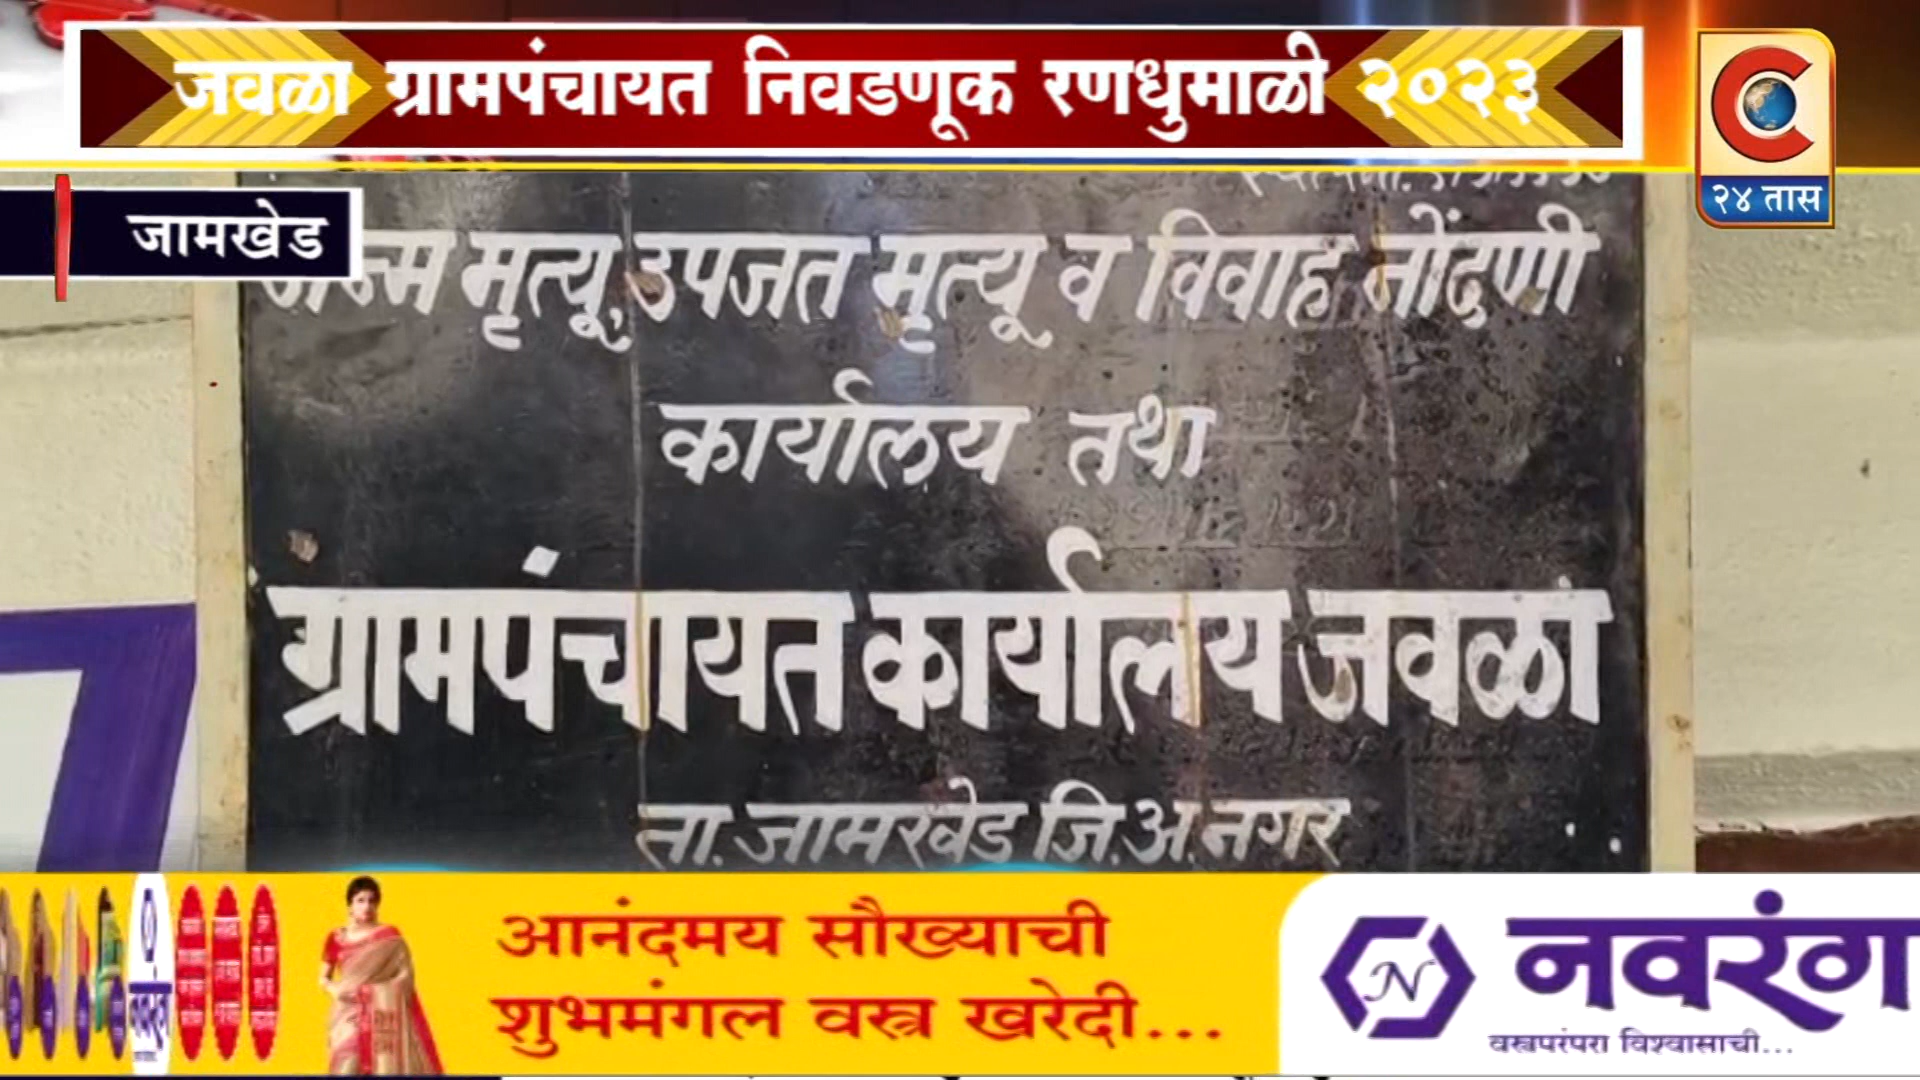 जवळा ग्रामपंचायत निवडणूक रणधुमाळी २०२३
C
२४ तास
जामखेड
जन्म मृत्यू, उपजत मृत्यू व विवाह नोंदणी
कार्यालय तथा
ग्रामपंचायत कार्यालय जवळा
ता. जामखेड जि. अ. नगर
आनंदमय सौख्याची
शुभमंगल वस्त्र खरेदी...
N
नवरंग
वस्त्रपरंपरा विश्वासाची...